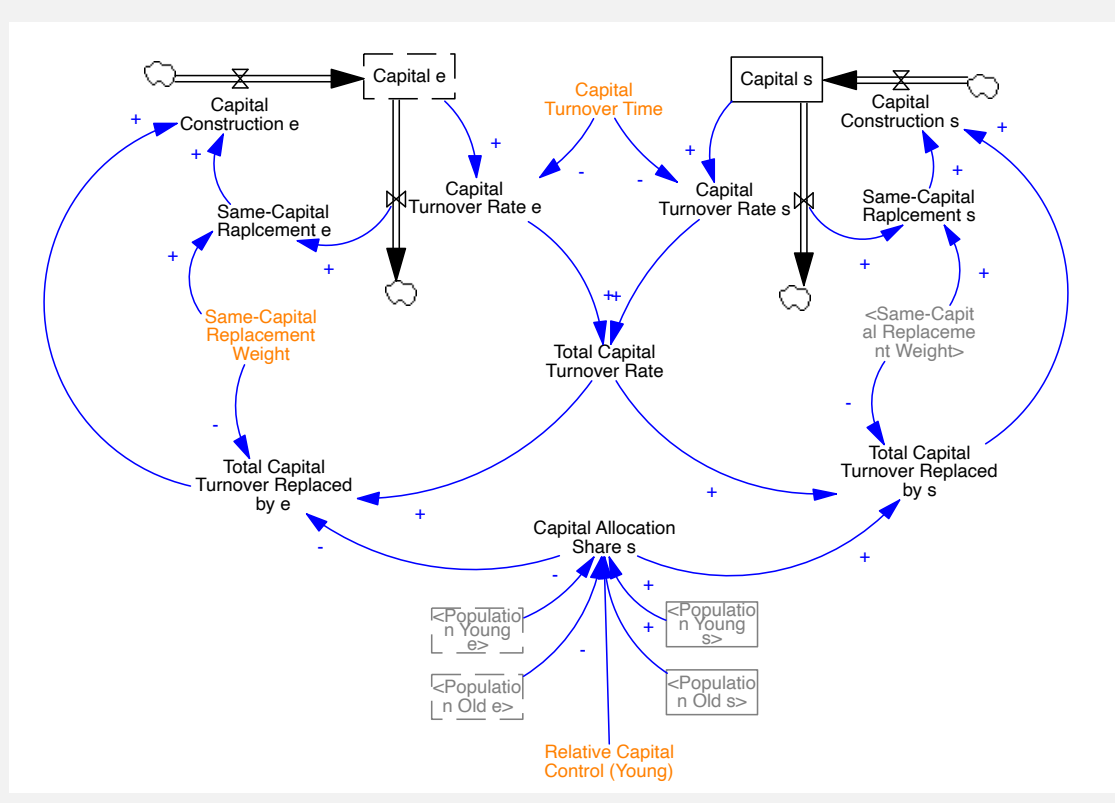 Capital e
Capital s
Capital
Turnover Time
Capital
Construction e
Capital
Construction s
+
+
+
+
+
+
-
-
Capital
Turnover Rate e
Capital
Turnover Rate s
Same-Capital
Raplcement e
Same-Capital
Raplcement s
+
+
+
+
++
Same-Capital
Replacement
Weight
<Same-Capit
al Replaceme
nt Weight>
Total Capital
Turnover Rate
-
-
Total Capital
Turnover Replaced
by e
Total Capital
Turnover Replaced
by s
+
+
Capital Allocation
Share s
-
+
-
+
-
+
<Populatio
n Young
e>
<Populatio
n Young
s>
<Populatio
n Old e>
<Populatio
n Old s>
Relative Capital
Control (Young)